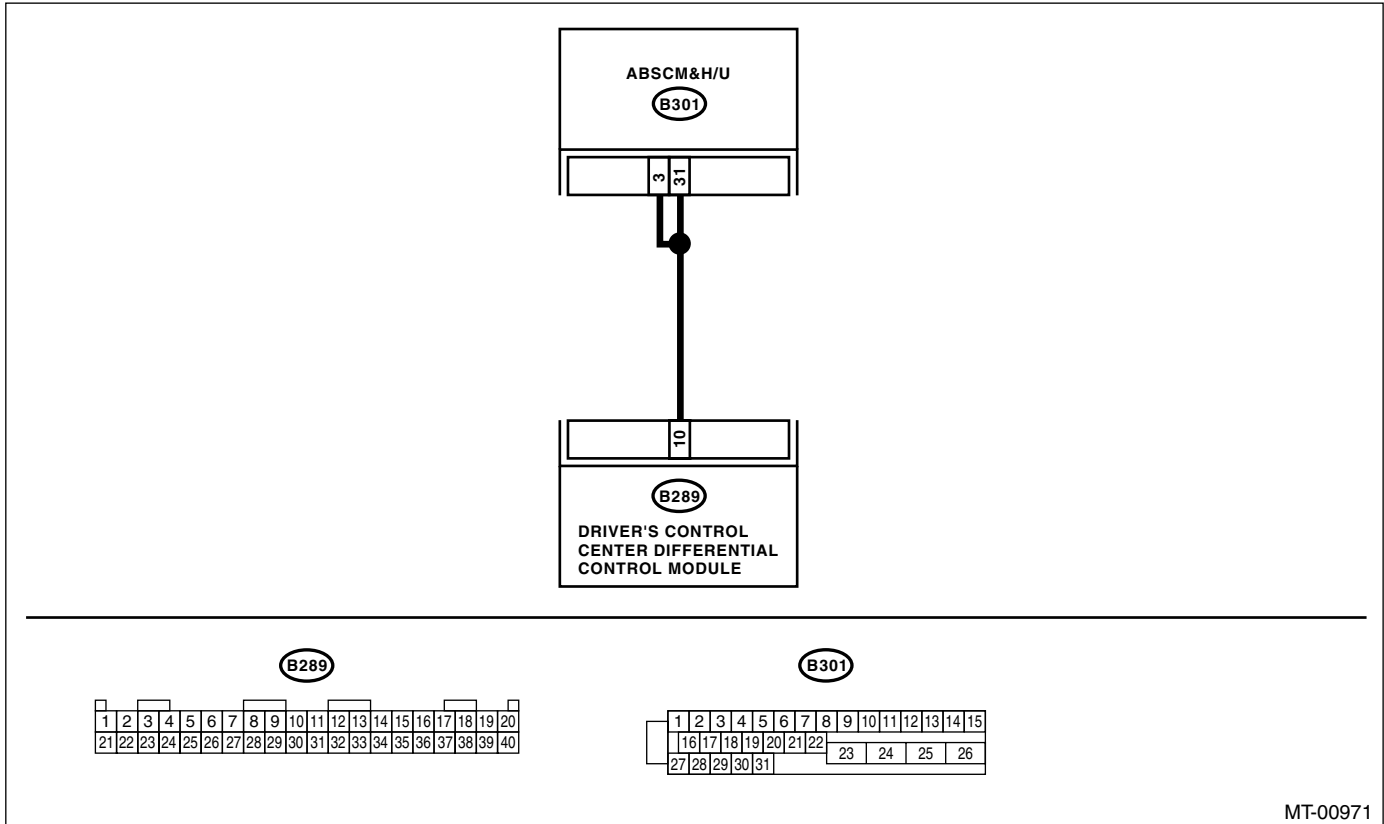 ABSCM&H/U
B301
3 31
10
B289
DRIVER'S CONTROL
CENTER DIFFERENTIAL
CONTROL MODULE
B289
1 2 3 4 5 6 7 8 9 10 11 12 13 14 15 16 17 18 19 20
21 22 23 24 25 26 27 28 29 30 31 32 33 34 35 36 37 38 39 40
B301
1 2 3 4 5 6 7 8 9 10 11 12 13 14 15
16 17 18 19 20 21 22
23 24 25 26
27 28 29 30 31
MT-00971